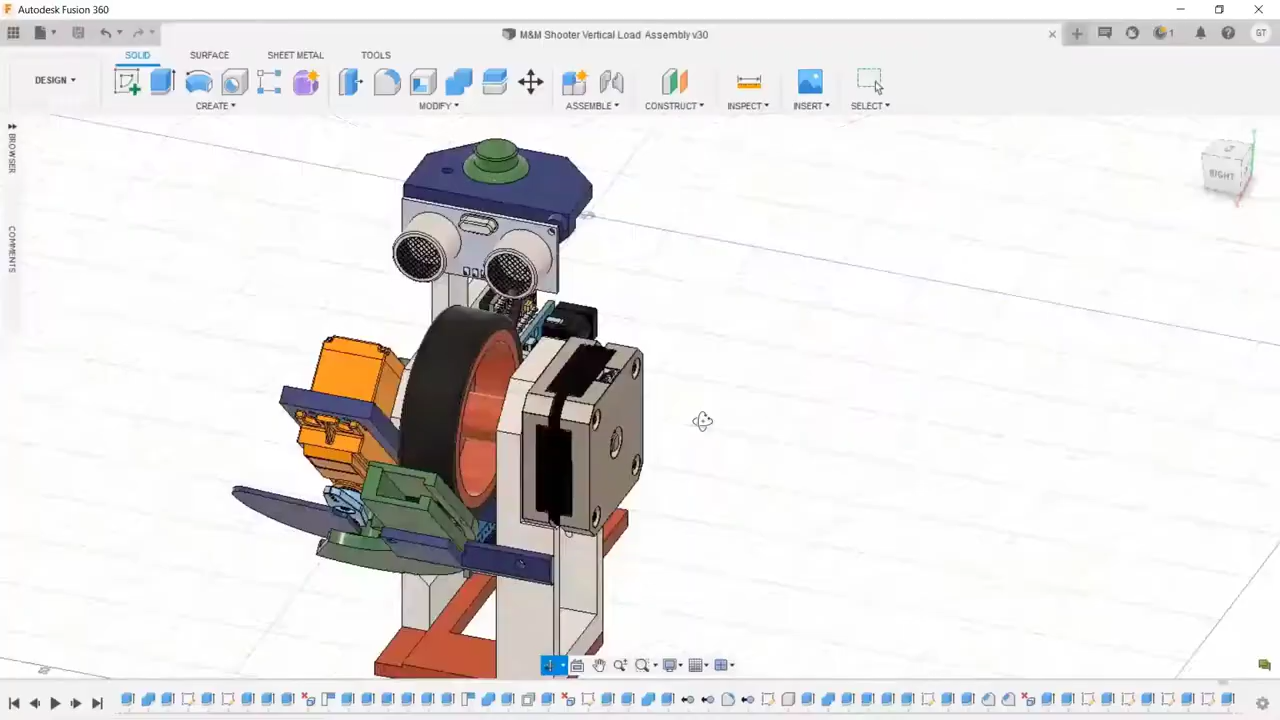 Autodesk Fusion 360
M&M Shooter Vertical Load Assembly v30
1
GT
SOLID
SURFACE
SHEET METAL
TOOLS
DESIGN
CREATE
MODIFY
ASSEMBLE
CONSTRUCT
INSPECT
INSERT
SELECT
BROWSER
COMMENTS
RIGHT